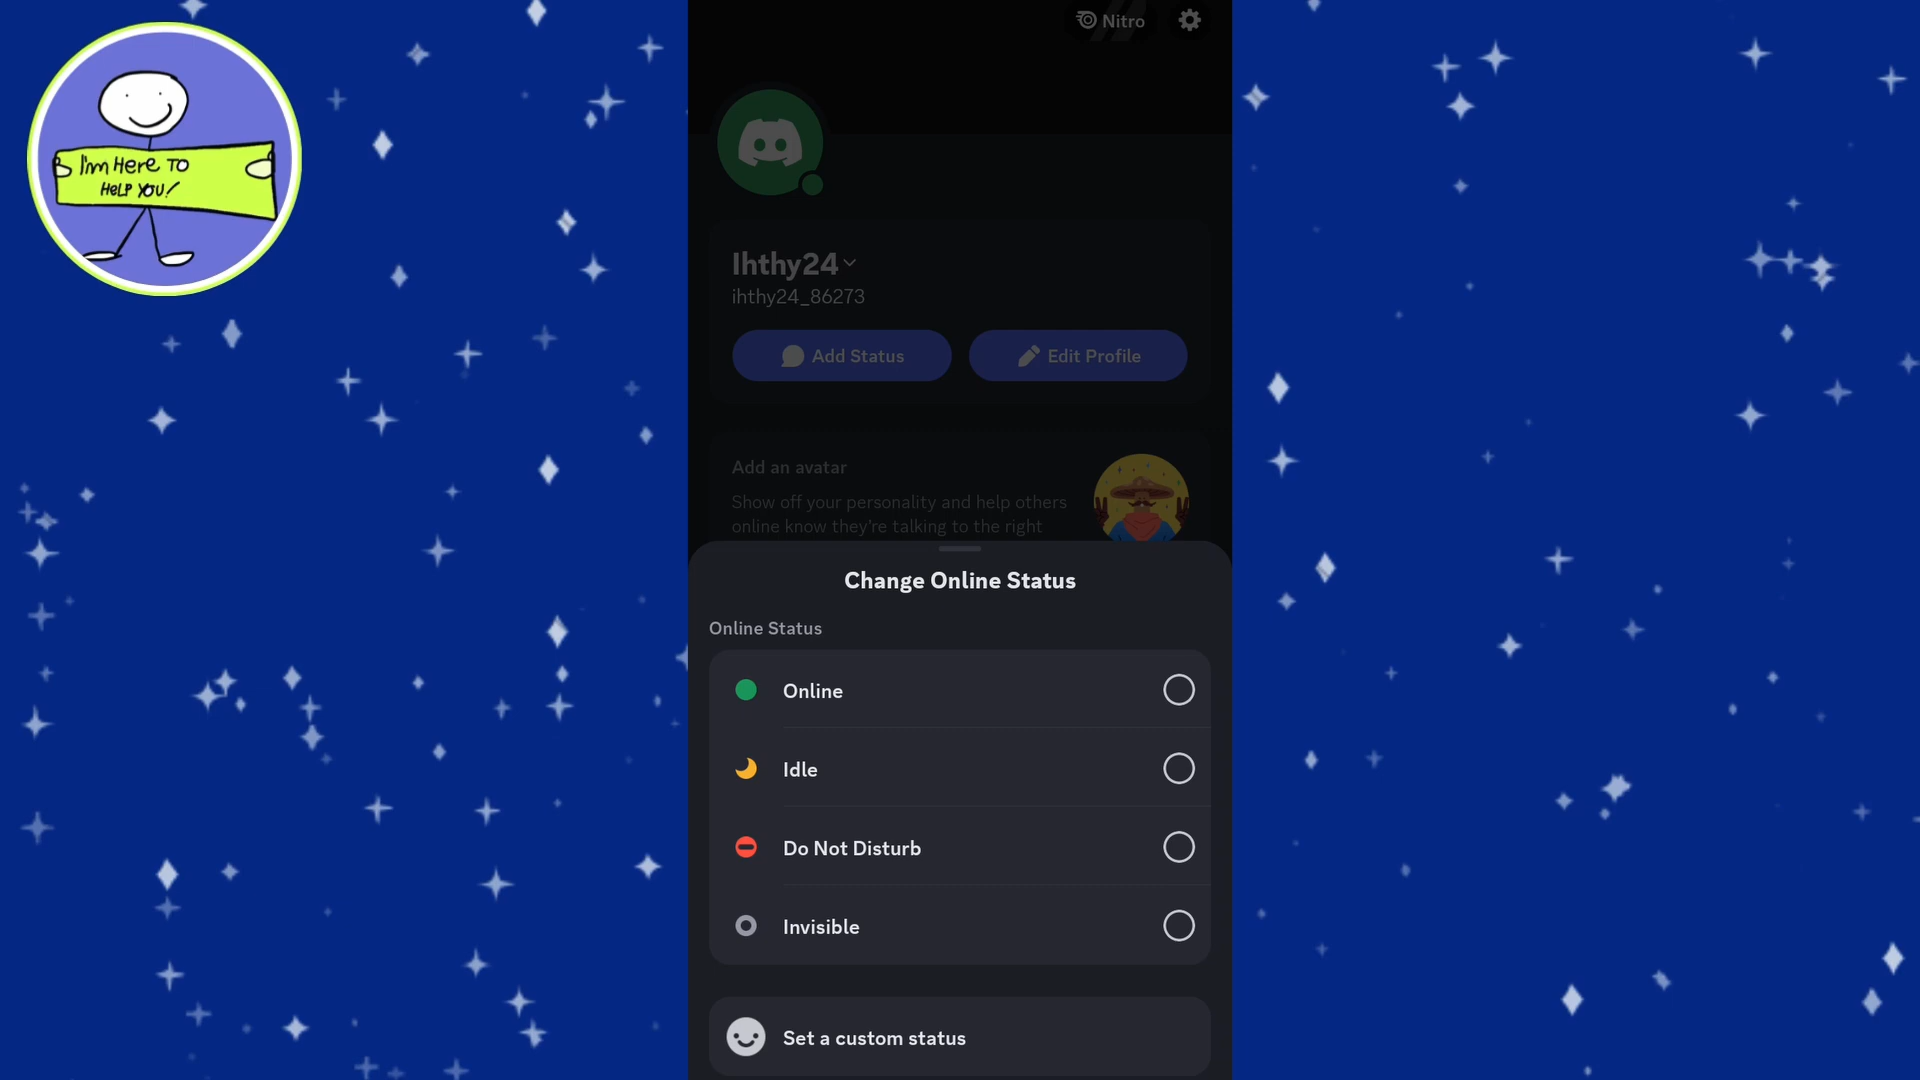 I'm HERE TO
HELP YOU!
Nitro
Ihthy24
ihthy24_86273
Add Status
Edit Profile
Add an avatar
Show off your personality and help others
online know they're talking to the right
Change Online Status
Online Status
Online
Idle
Do Not Disturb
Invisible
Set a custom status